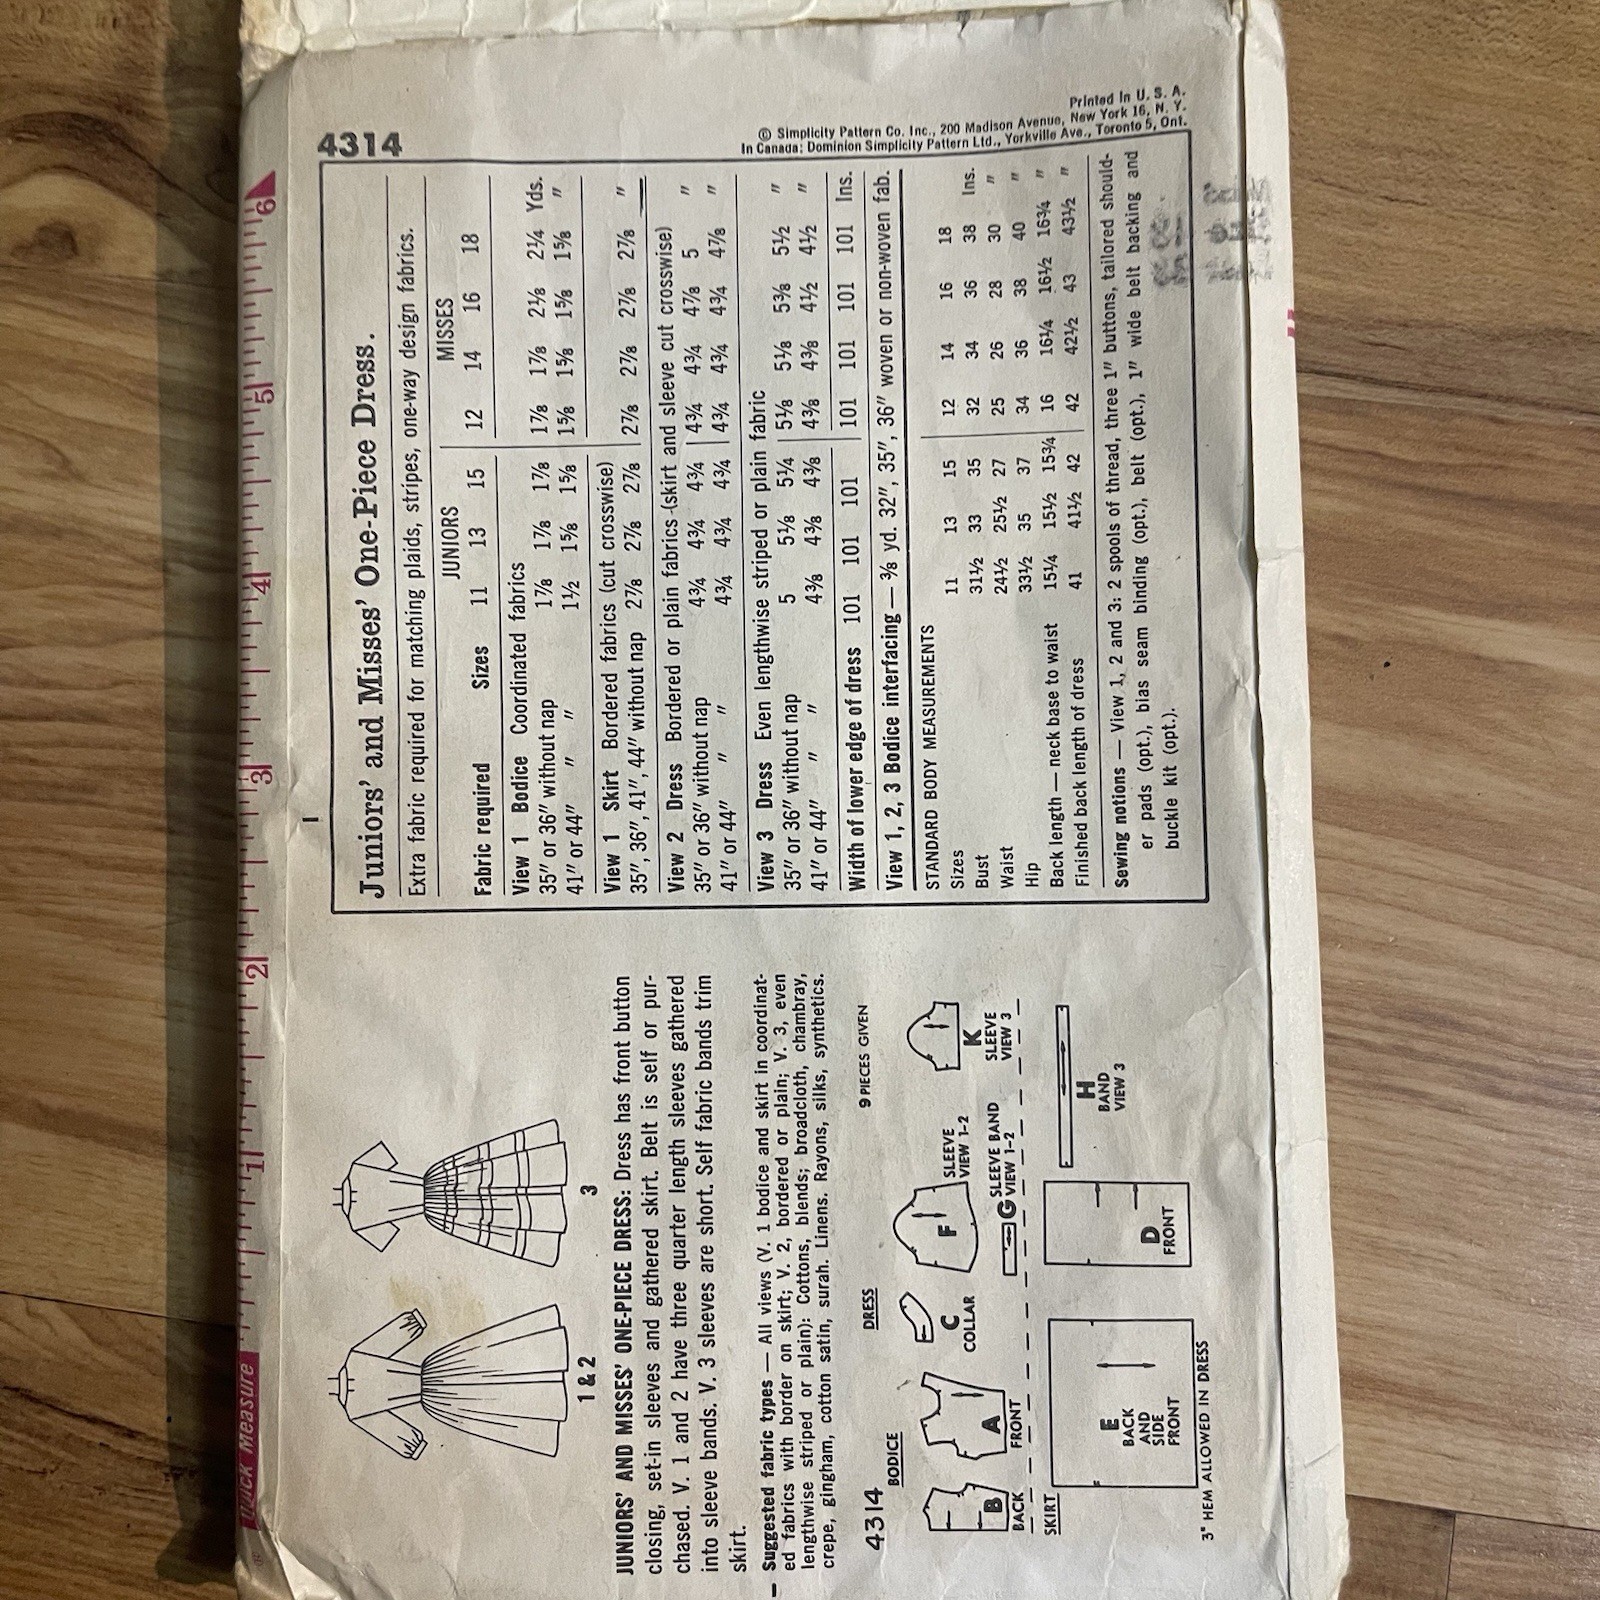 Quick Measure 1 2 3 4 5 6
1 & 2
3
JUNIORS' AND MISSES' ONE-PIECE DRESS: Dress has front button
closing, set-in sleeves and gathered skirt. Belt is self or pur-
chased. V. 1 and 2 have three quarter length sleeves gathered
into sleeve bands. V. 3 sleeves are short. Self fabric bands trim
skirt.
Suggested fabric types — All views (V. 1 bodice and skirt in coordinat-
ed fabrics with border on skirt; V. 2, bordered or plain; V. 3, even
lengthwise striped or plain): Cottons, blends; broadcloth, chambray,
crepe, gingham, cotton satin, surah. Linens. Rayons, silks, synthetics.
4314 DRESS 9 PIECES GIVEN
BODICE
B
BACK
A
FRONT
C
COLLAR
F
SLEEVE
VIEW 1-2
G SLEEVE BAND
VIEW 1-2
K
SLEEVE
VIEW 3
SKIRT
E
BACK
AND
SIDE
FRONT
D
FRONT
H
BAND
VIEW 3
3" HEM ALLOWED IN DRESS
4314
Juniors' and Misses' One-Piece Dress.
Extra fabric required for matching plaids, stripes, one-way design fabrics.
JUNIORS MISSES
Fabric required Sizes 11 13 15 12 14 16 18
View 1 Bodice Coordinated fabrics
35" or 36" without nap 1⅞ 1⅞ 1⅞ 1⅞ 1⅞ 2⅛ 2¼ Yds.
41" or 44" " " 1½ 1⅝ 1⅝ 1⅝ 1⅝ 1⅝ 1⅝ "
View 1 Skirt Bordered fabrics (cut crosswise)
35", 36", 41", 44" without nap 2⅞ 2⅞ 2⅞ 2⅞ 2⅞ 2⅞ 2⅞ "
View 2 Dress Bordered or plain fabrics-(skirt and sleeve cut crosswise)
35" or 36" without nap 4¾ 4¾ 4¾ 4¾ 4¾ 4⅞ 5 "
41" or 44" " " 4¾ 4¾ 4¾ 4¾ 4¾ 4¾ 4⅞ "
View 3 Dress Even lengthwise striped or plain fabric
35" or 36" without nap 5 5⅛ 5¼ 5⅛ 5⅛ 5⅜ 5½ "
41" or 44" " " 4⅜ 4⅜ 4⅜ 4⅜ 4⅜ 4½ 4½ "
Width of lower edge of dress 101 101 101 101 101 101 101 Ins.
View 1, 2, 3 Bodice interfacing — ⅜ yd. 32", 35", 36" woven or non-woven fab.
STANDARD BODY MEASUREMENTS
Sizes 11 13 15 12 14 16 18
Bust 31½ 33 35 32 34 36 38 Ins.
Waist 24½ 25½ 27 25 26 28 30 "
Hip 33½ 35 37 34 36 38 40 "
Back length — neck base to waist 15¼ 15½ 15¾ 16 16¼ 16½ 16¾ "
Finished back length of dress 41 41½ 42 42 42½ 43 43½ "
Sewing notions — View 1, 2 and 3: 2 spools of thread, three 1" buttons, tailored should-
er pads (opt.), bias seam binding (opt.), belt (opt.), 1" wide belt backing and
buckle kit (opt.).
© Simplicity Pattern Co. Inc., 200 Madison Avenue, New York 16, N. Y.
In Canada: Dominion Simplicity Pattern Ltd., Yorkville Ave., Toronto 5, Ont.
Printed in U. S. A.